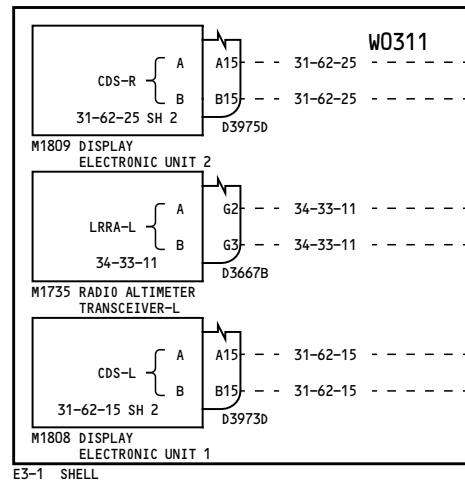 W0311
A A15 31-62-25
CDS-R
B B15 31-62-25
31-62-25 SH 2
D3975D
M1809 DISPLAY
ELECTRONIC UNIT 2
A G2 34-33-11
LRRA-L
B G3 34-33-11
34-33-11
D3667B
M1735 RADIO ALTIMETER
TRANSCEIVER-L
A A15 31-62-15
CDS-L
B B15 31-62-15
31-62-15 SH 2
D3973D
M1808 DISPLAY
ELECTRONIC UNIT 1
E3-1 SHELL